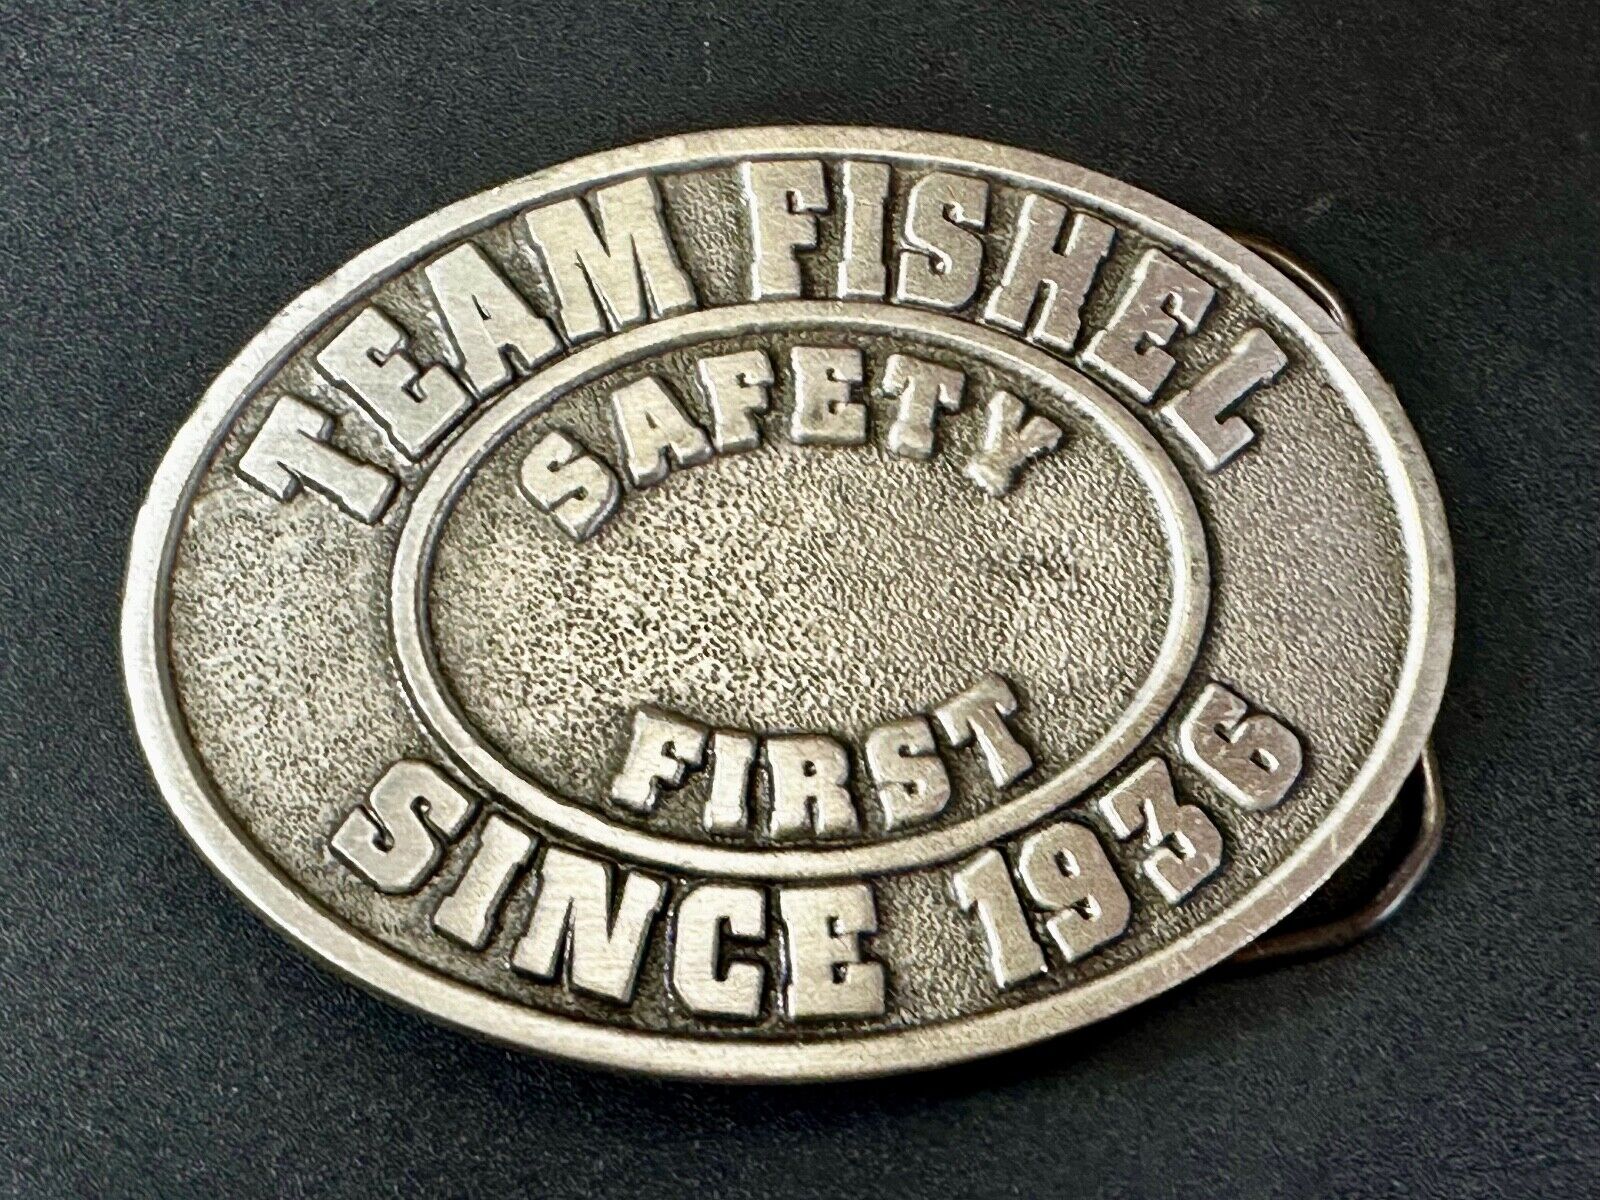 TEAM FISHEL
SAFETY
FIRST
SINCE 1936